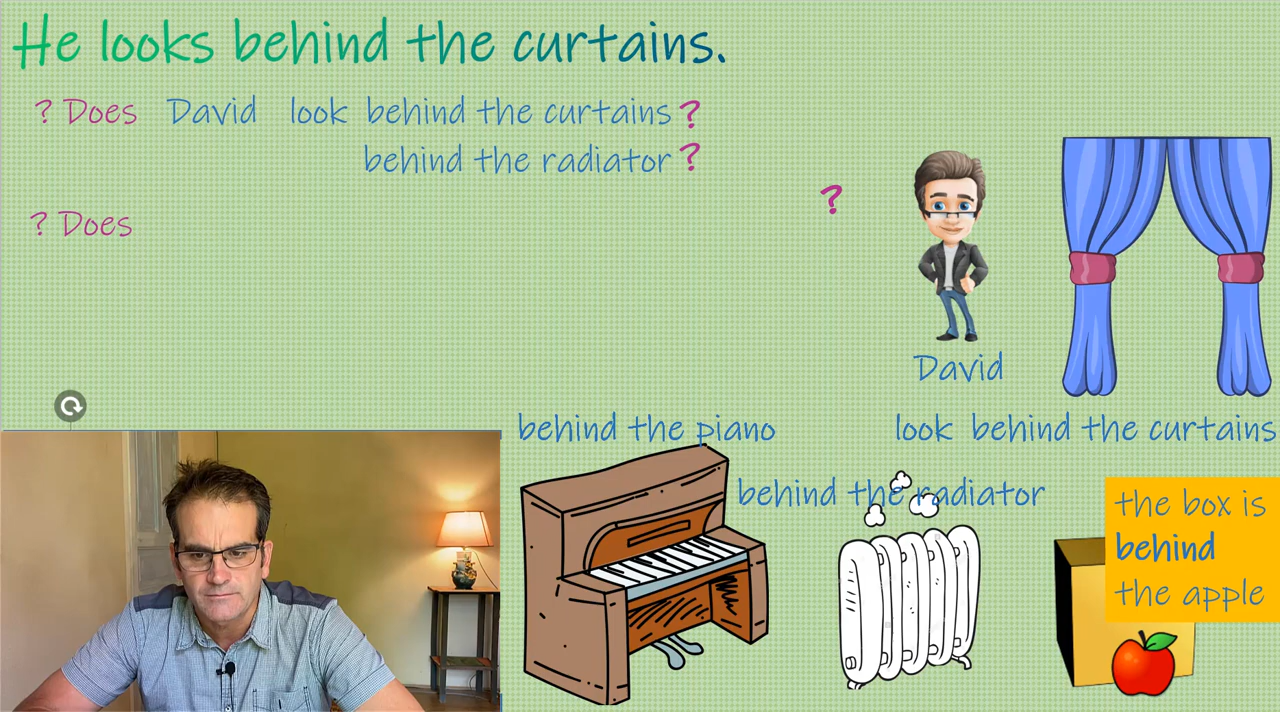 He looks behind the curtains.
? Does David look behind the curtains ?
behind the radiator ?
?
? Does
David
behind the piano
look behind the curtains
behind the radiator
the box is
behind
the apple